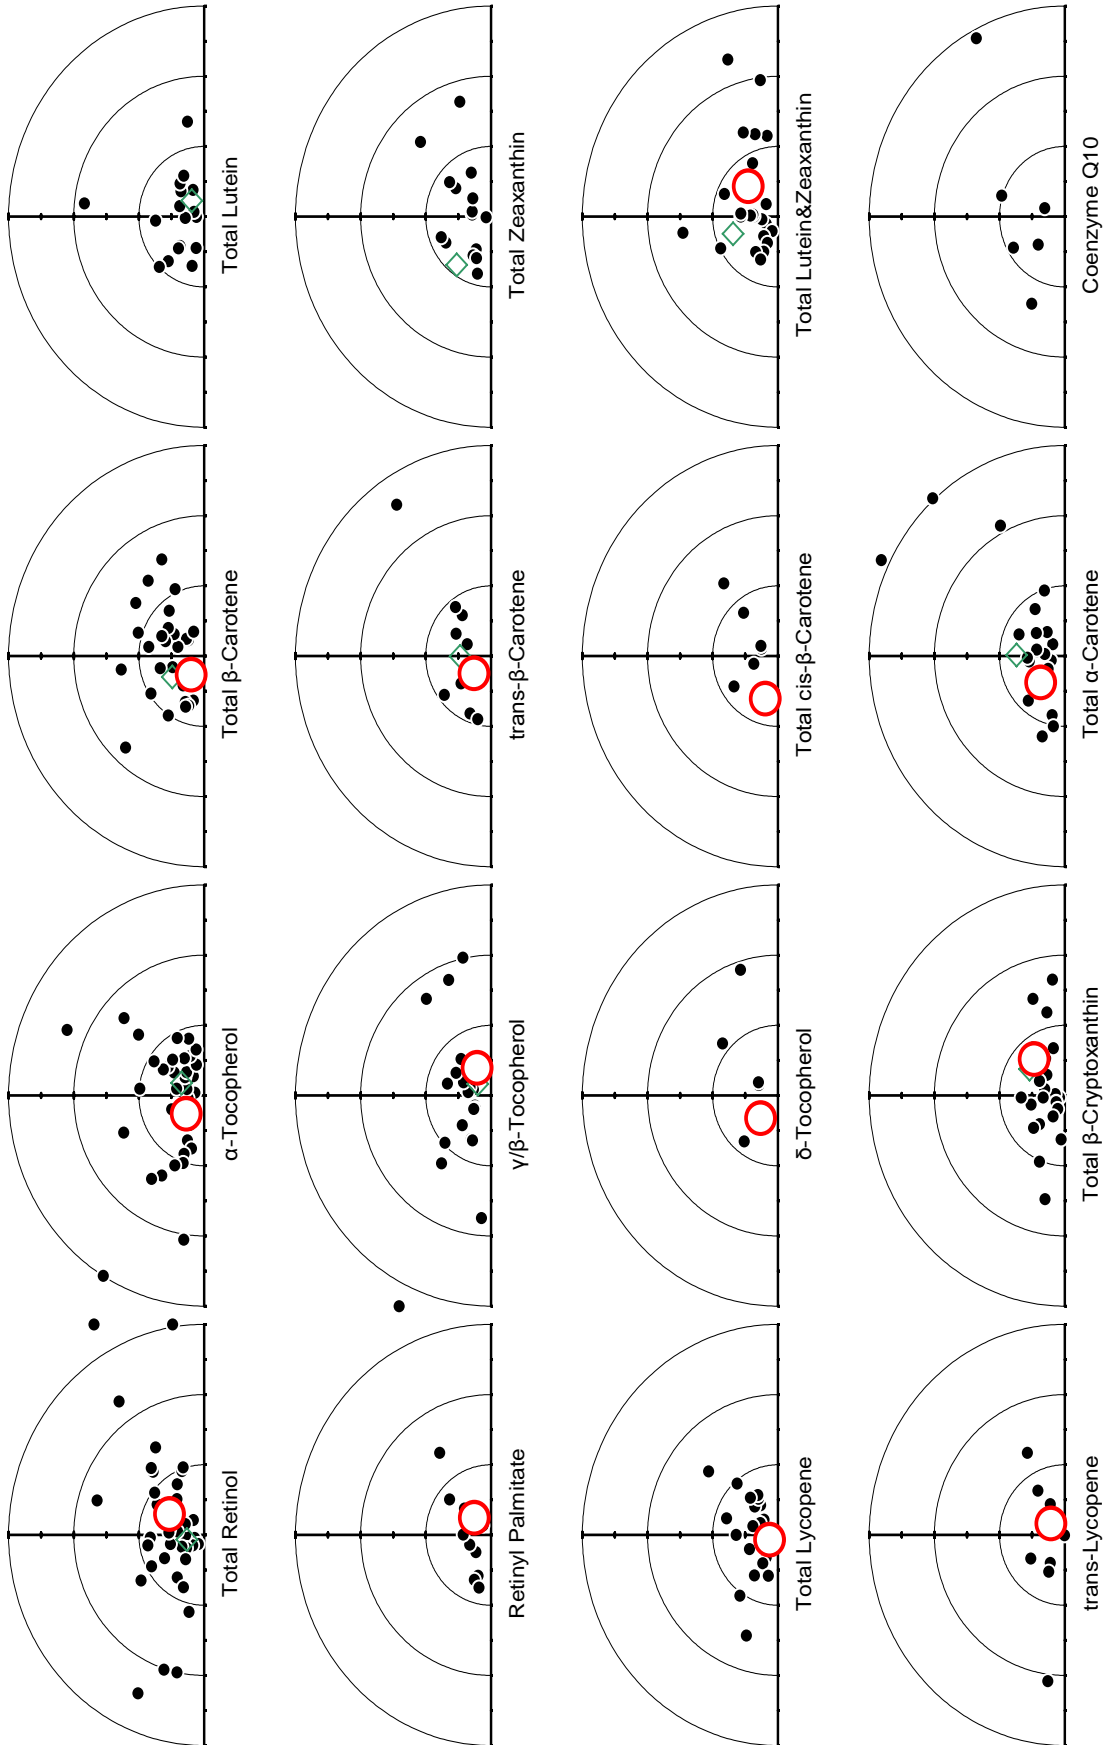 Total Retinol
α-Tocopherol
Total β-Carotene
Total Lutein
Retinyl Palmitate
γ/β-Tocopherol
trans-β-Carotene
Total Zeaxanthin
Total Lycopene
δ-Tocopherol
Total cis-β-Carotene
Total Lutein&Zeaxanthin
trans-Lycopene
Total β-Cryptoxanthin
Total α-Carotene
Coenzyme Q10